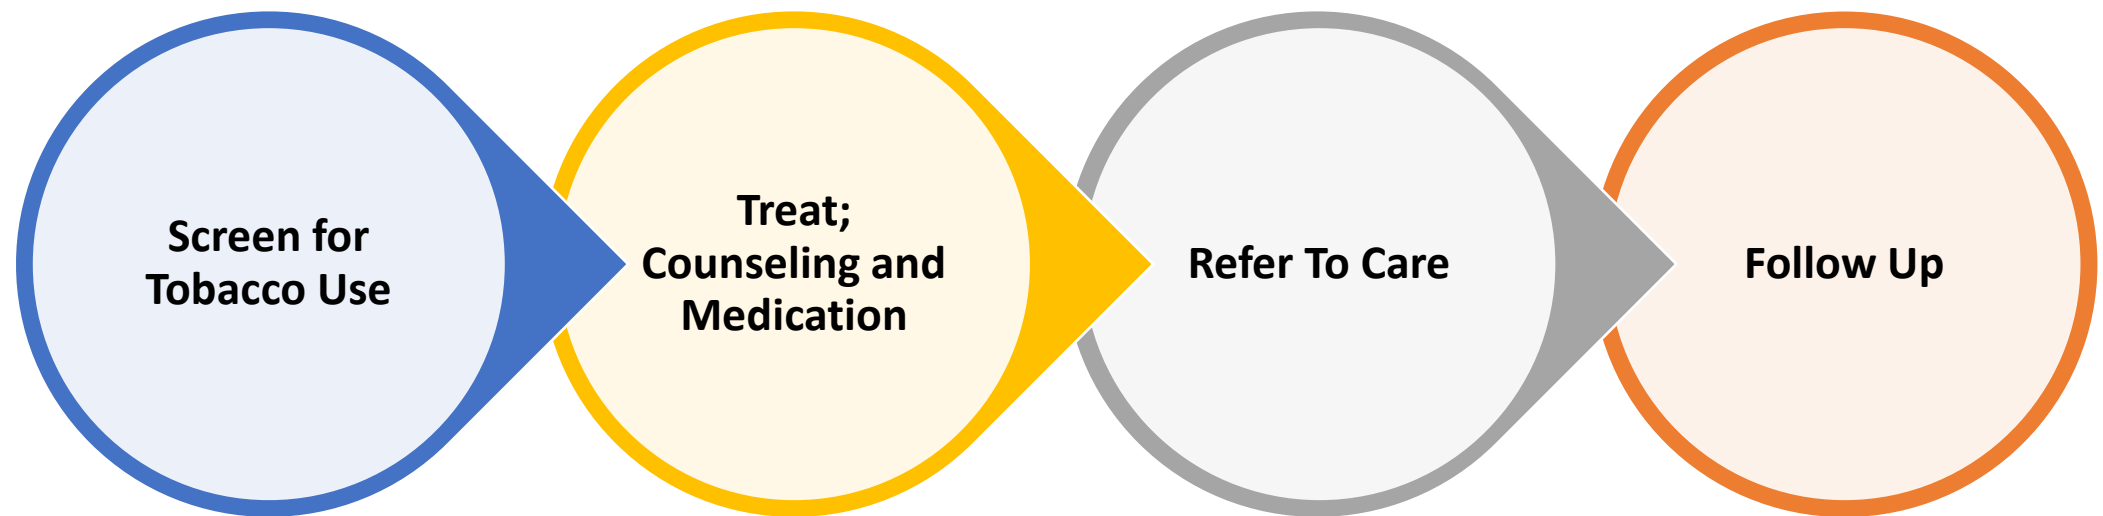 Screen for
Tobacco Use
Treat;
Counseling and
Medication
Refer To Care
Follow Up